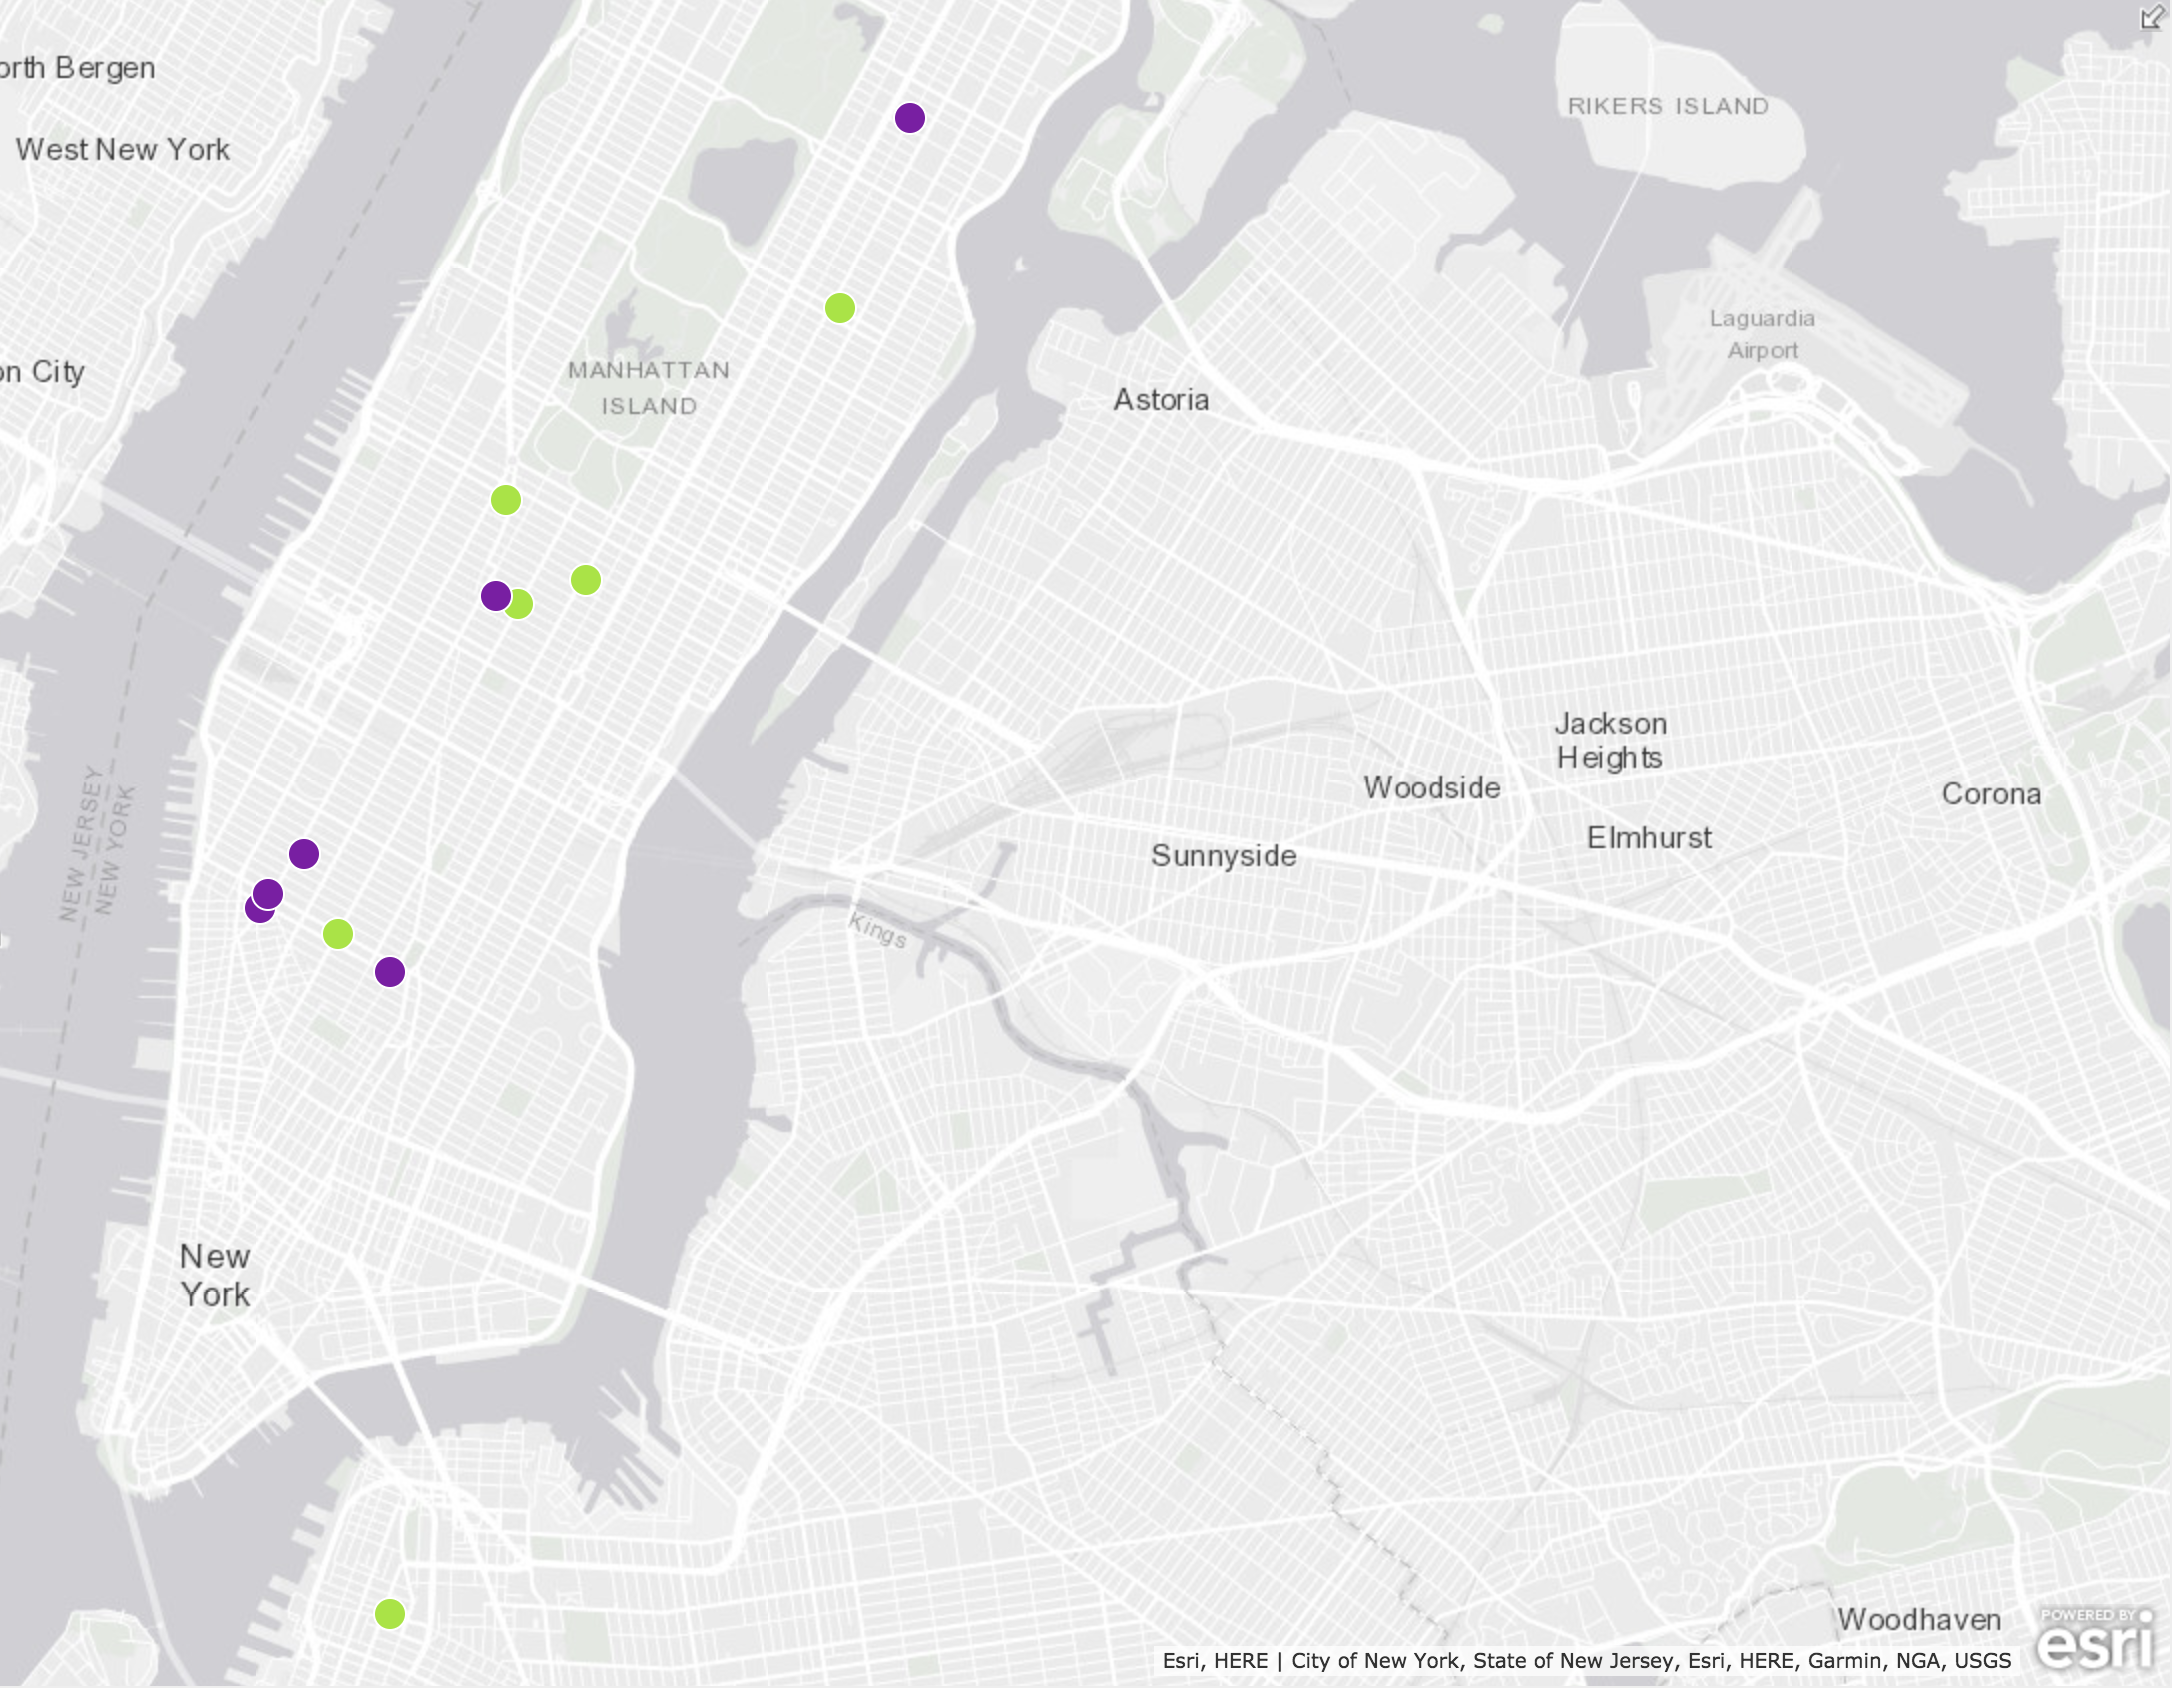 orth Bergen
West New York
RIKERS ISLAND
Laguardia
Airport
on City
MANHATTAN
ISLAND
Astoria
Jackson
Heights
Woodside
Corona
Elmhurst
Sunnyside
NEW JERSEY
NEW YORK
Kings
New
York
Woodhaven
POWERED BY
esri
Esri, HERE | City of New York, State of New Jersey, Esri, HERE, Garmin, NGA, USGS